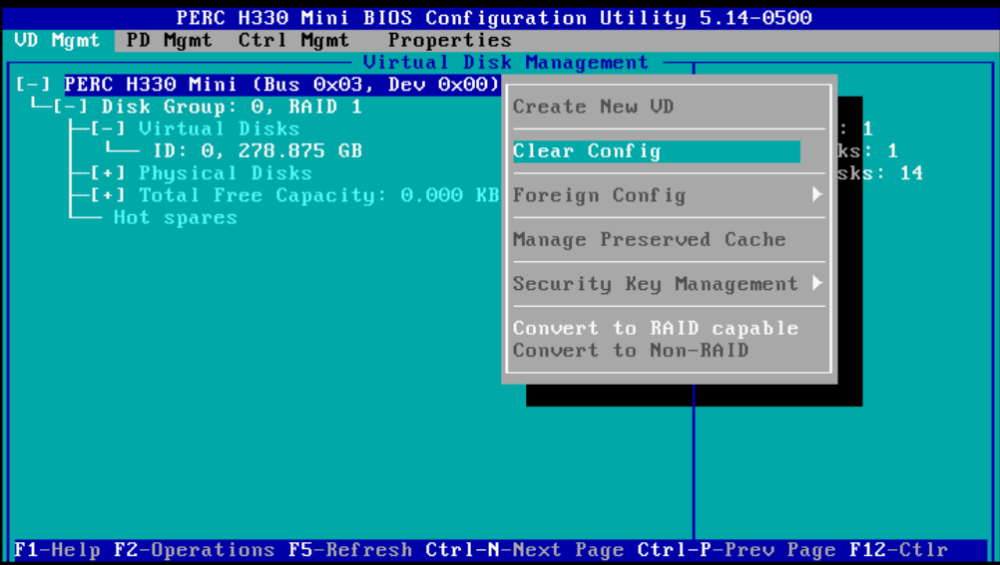 PERC H330 Mini BIOS Configuration Utility 5.14-0500
VD Mgmt PD Mgmt Ctrl Mgmt Properties
Virtual Disk Management
[-] PERC H330 Mini (Bus 0x03, Dev 0x00)
[-] Disk Group: 0, RAID 1
[-] Virtual Disks
ID: 0, 278.875 GB
[+] Physical Disks
[+] Total Free Capacity: 0.000 KB
Hot spares
Create New VD
Clear Config
Foreign Config
Manage Preserved Cache
Security Key Management
Convert to RAID capable
Convert to Non-RAID
: 1
ks: 1
sks: 14
F1-Help F2-Operations F5-Refresh Ctrl-N-Next Page Ctrl-P-Prev Page F12-Ctlr